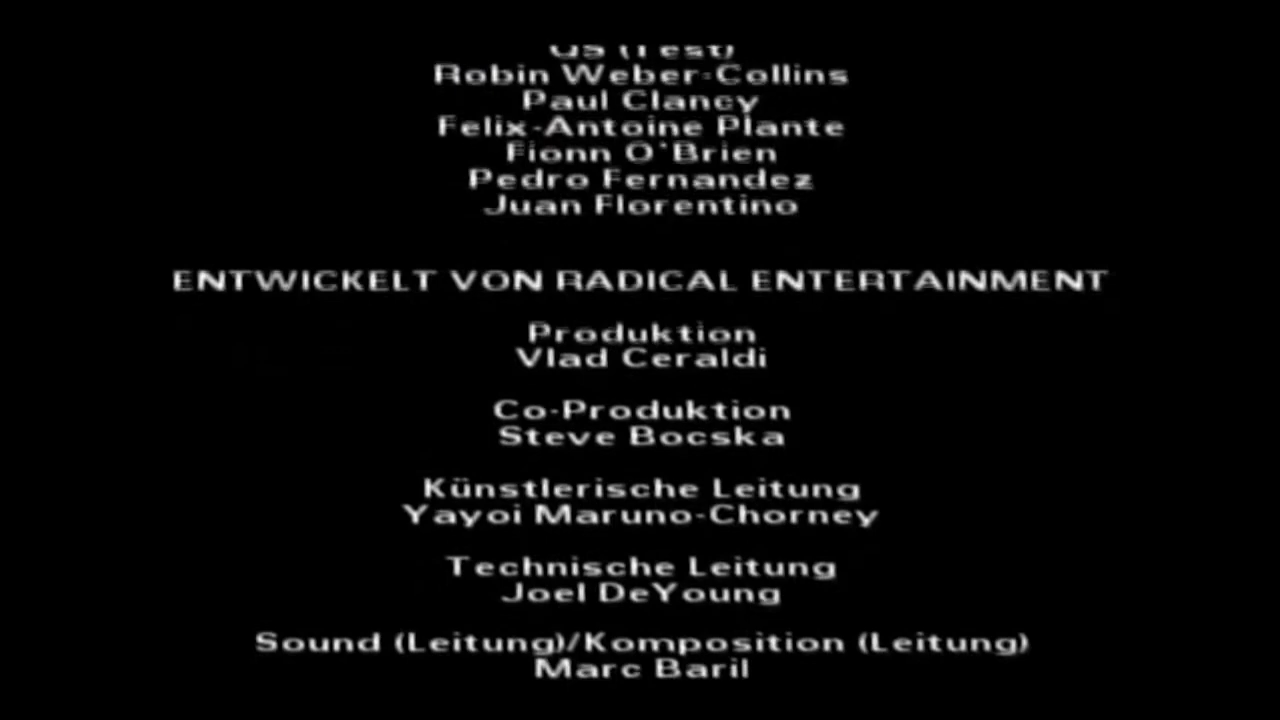 QS (Test)
Robin Weber-Collins
Paul Clancy
Felix-Antoine Plante
Fionn O'Brien
Pedro Fernandez
Juan Florentino
ENTWICKELT VON RADICAL ENTERTAINMENT
Produktion
Vlad Ceraldi
Co-Produktion
Steve Bocska
Künstlerische Leitung
Yayoi Maruno-Chorney
Technische Leitung
Joel DeYoung
Sound (Leitung)/Komposition (Leitung)
Marc Baril